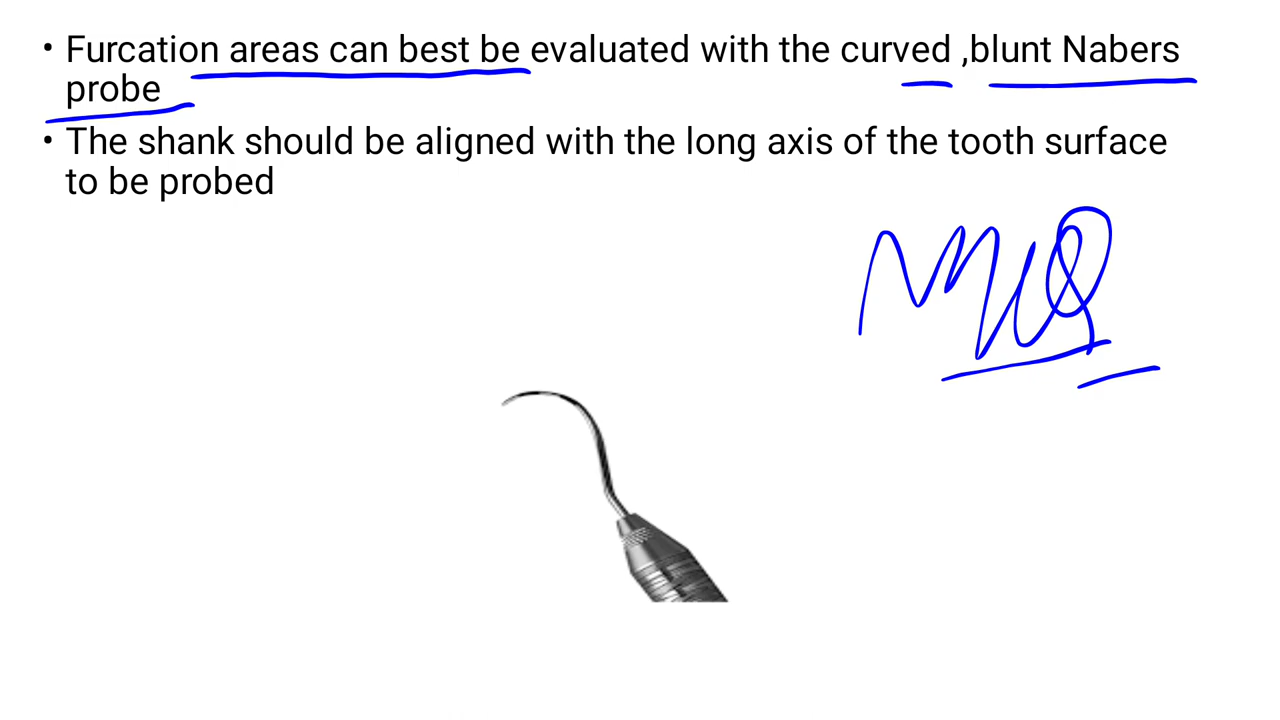 • Furcation areas can best be evaluated with the curved ,blunt Nabers
probe
• The shank should be aligned with the long axis of the tooth surface
to be probed
MCQ